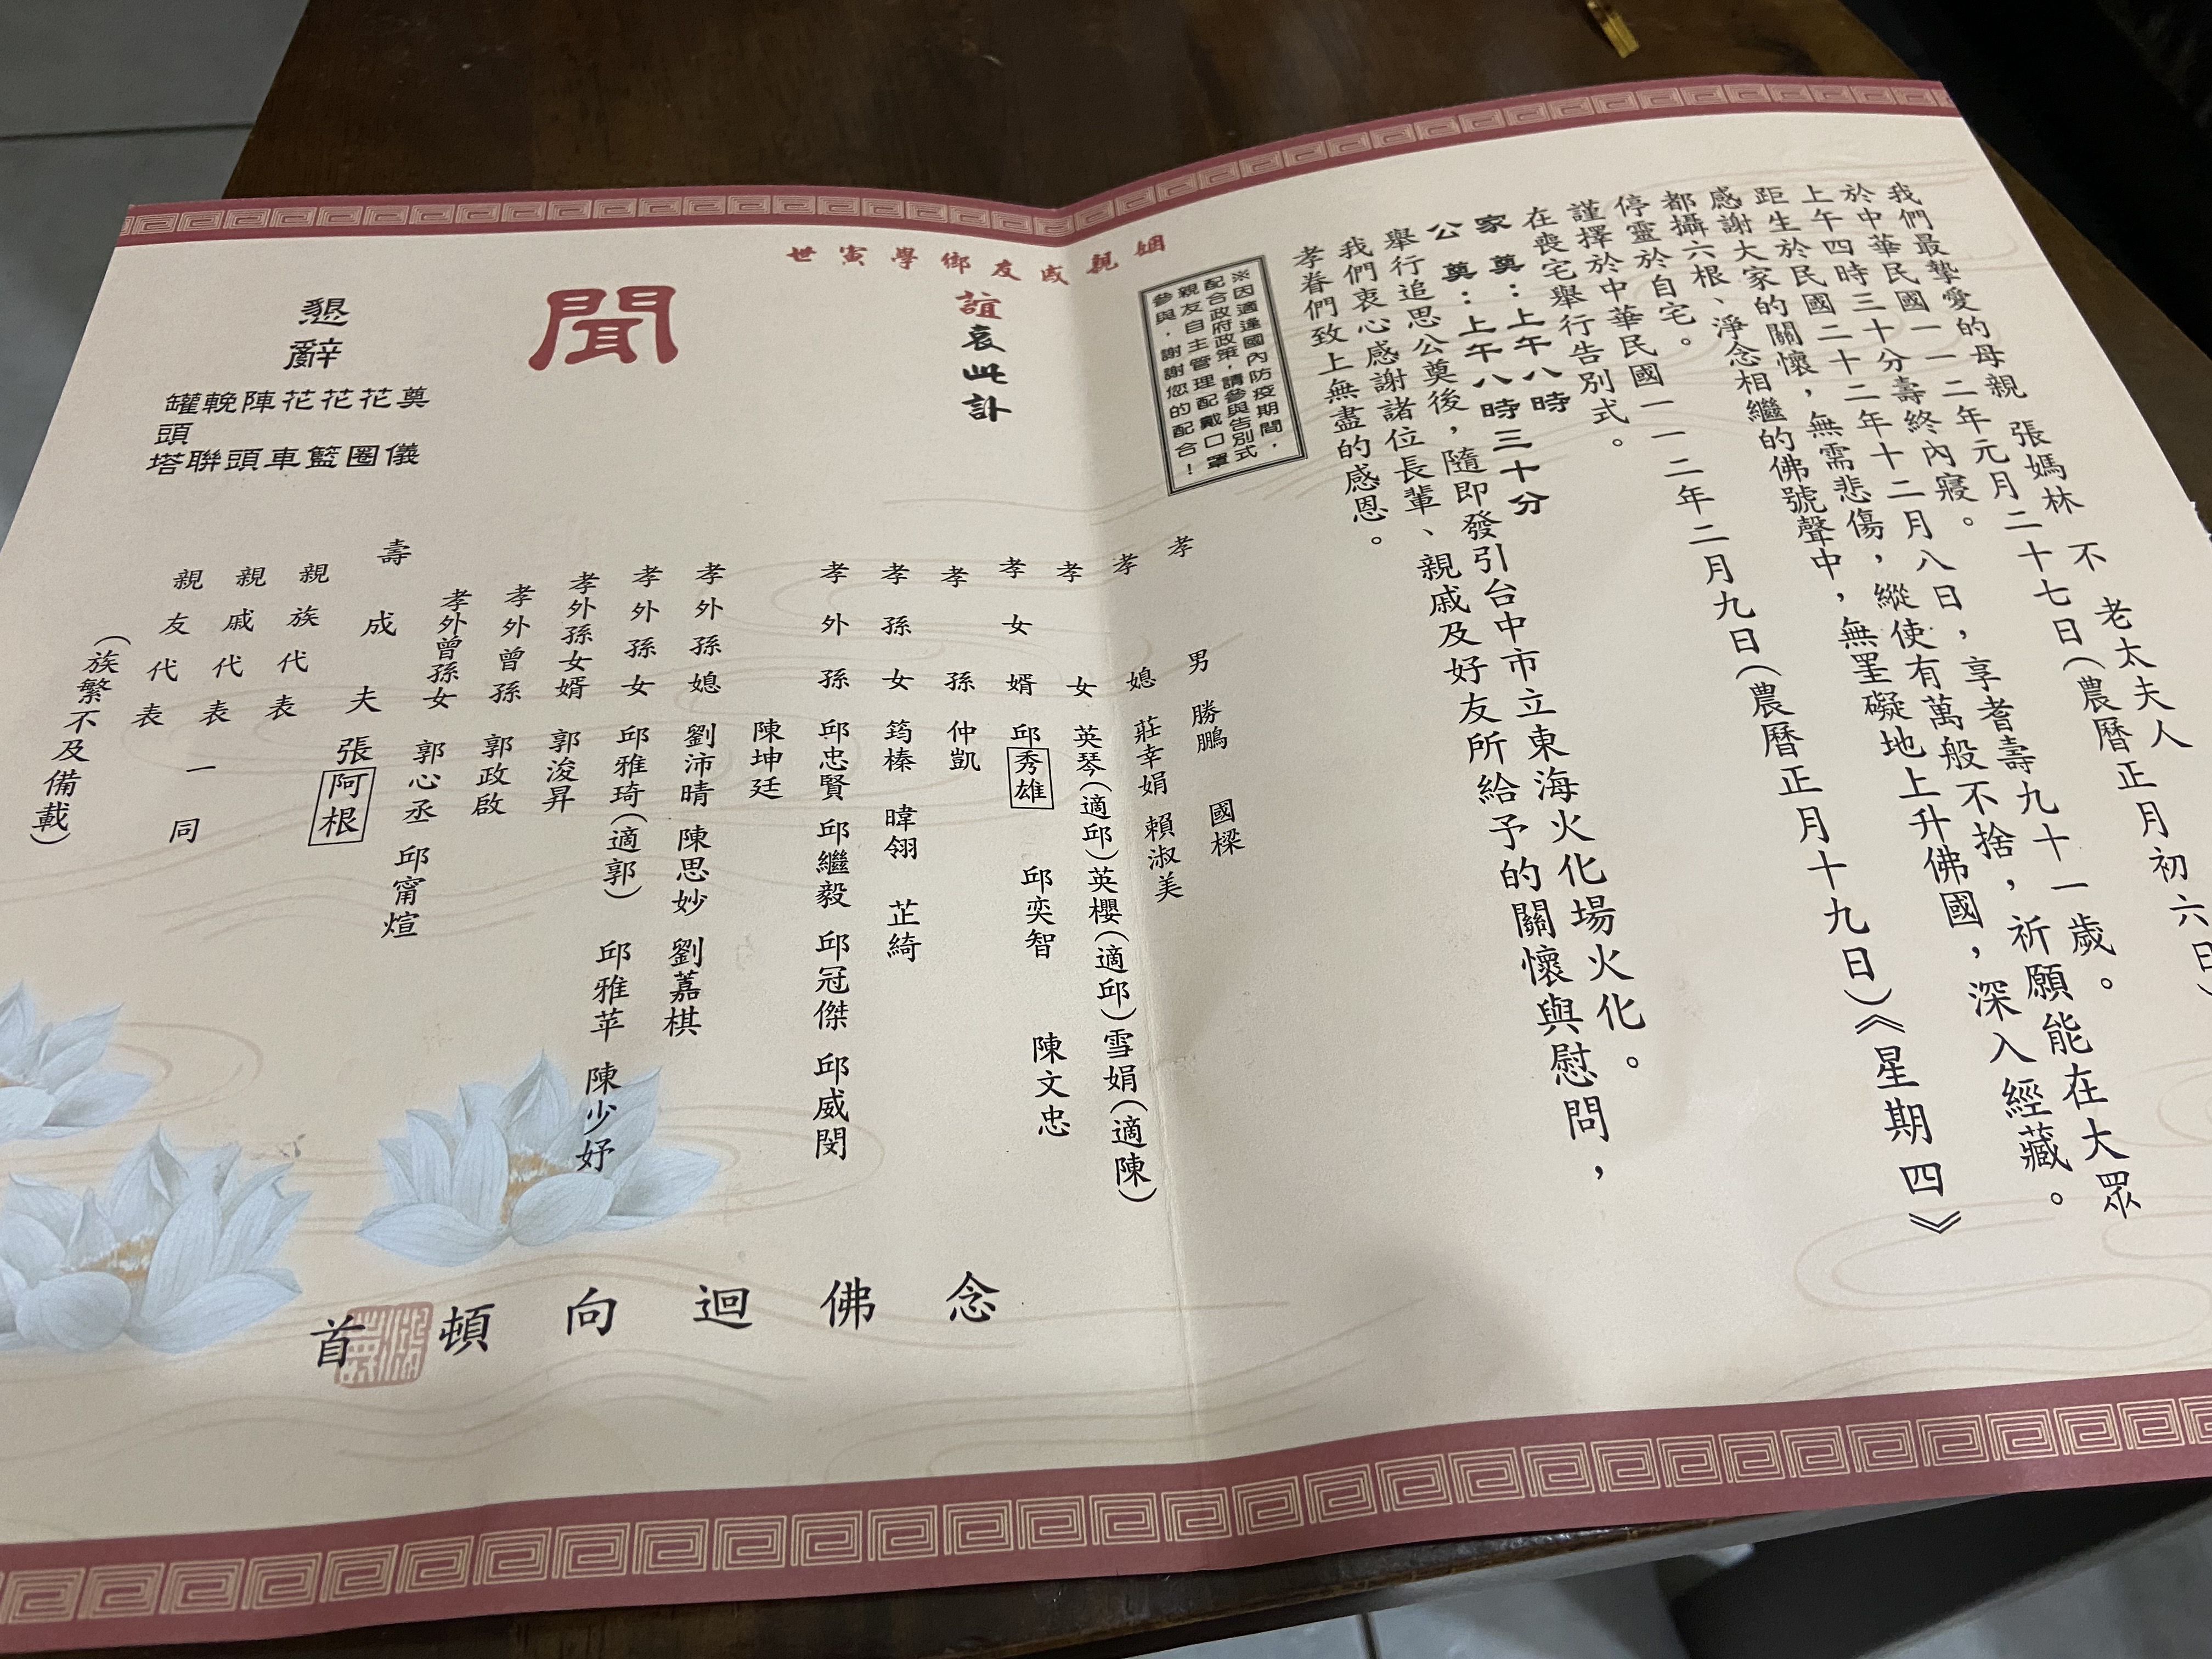 我們最摯愛的母親 張媽林 不 老太夫人
於中華民國一一二年元月二十七日(農曆正月初六日)
上午四時三十分壽終內寢。
距生於民國二十二年十二月八日，享耆壽九十一歲。
感謝大家的關懷，無需悲傷，縱使有萬般不捨，祈願能在大眾
都攝六根、淨念相繼的佛號聲中，無罣礙地上升佛國，深入經藏。
停靈於自宅。
謹擇於中華民國一一二年二月九日(農曆正月十九日)《星期四》
在喪宅舉行告別式。
家奠：上午八時
公奠：上午八時三十分
舉行追思公奠後，隨即發引台中市立東海火化場火化。
我們衷心感謝諸位長輩、親戚及好友所給予的關懷與慰問，
孝眷們致上無盡的感恩。
※因適逢國內防疫期間，
配合政府政策，請參與告別式
親友自主管理配戴口罩
參與，謝謝您的配合！
姻親戚友鄉學寅世
誼哀此訃
聞
懇辭
奠儀
花圈
花籃
花車
陣頭
輓聯
罐頭塔
孝男 勝鵬 國樑
孝媳 莊幸娟 賴淑美
孝女 英琴(適邱)英櫻(適邱)雪娟(適陳)
孝女婿 邱秀雄 邱奕智 陳文忠
孝孫 仲凱
孝孫女 筠榛 暐翎 芷綺
孝外孫 邱忠賢 邱繼毅 邱冠傑 邱威閔
陳坤廷
孝外孫媳 劉沛晴 陳思妙 劉嘉棋
孝外孫女 邱雅琦(適郭) 邱雅苹 陳少妤
孝外孫女婿 郭浚昇
孝外曾孫 郭政啟
孝外曾孫女 郭心丞 邱甯煊
壽成夫 張阿根
親族代表
親戚代表 一同
親友代表
(族繁不及備載)
念佛迴向頓首